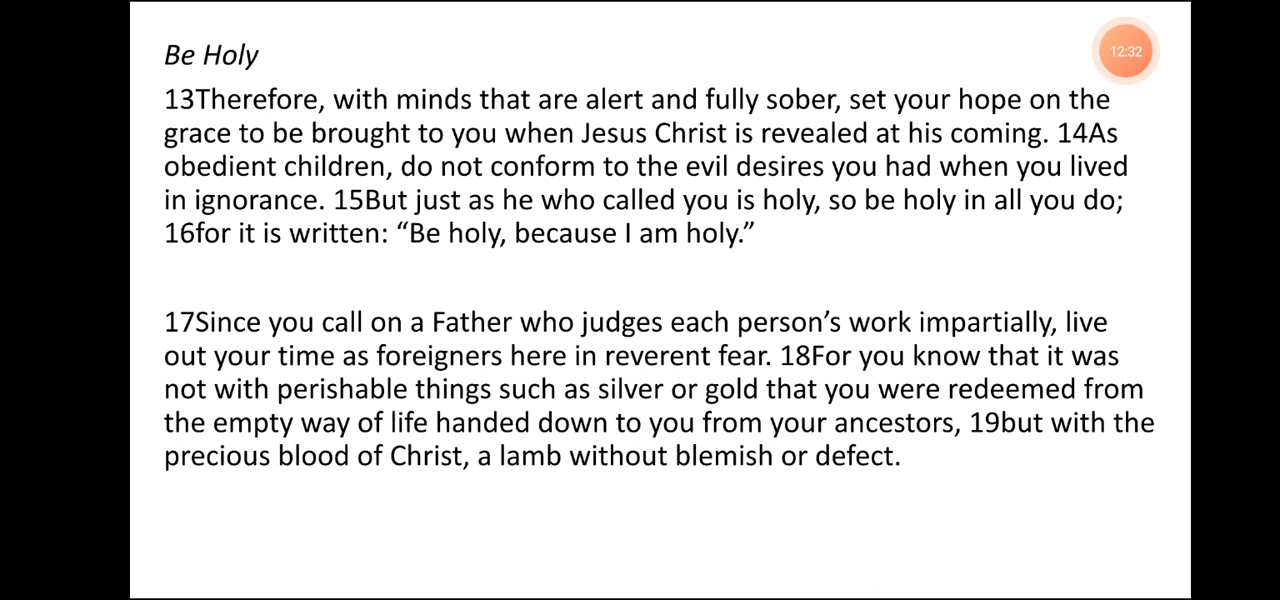 Be Holy
12:32
13Therefore, with minds that are alert and fully sober, set your hope on the
grace to be brought to you when Jesus Christ is revealed at his coming. 14As
obedient children, do not conform to the evil desires you had when you lived
in ignorance. 15But just as he who called you is holy, so be holy in all you do;
16for it is written: “Be holy, because I am holy.”
17Since you call on a Father who judges each person’s work impartially, live
out your time as foreigners here in reverent fear. 18For you know that it was
not with perishable things such as silver or gold that you were redeemed from
the empty way of life handed down to you from your ancestors, 19but with the
precious blood of Christ, a lamb without blemish or defect.